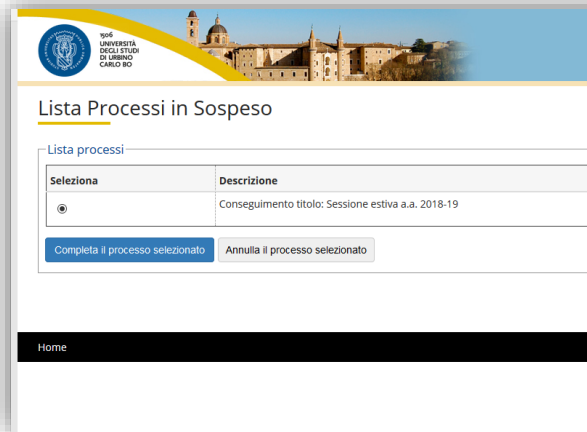 1506
UNIVERSITÀ
DEGLI STUDI
DI URBINO
CARLO BO
Lista Processi in Sospeso
Lista processi
Seleziona Descrizione
Conseguimento titolo: Sessione estiva a.a. 2018-19
Completa il processo selezionato Annulla il processo selezionato
Home